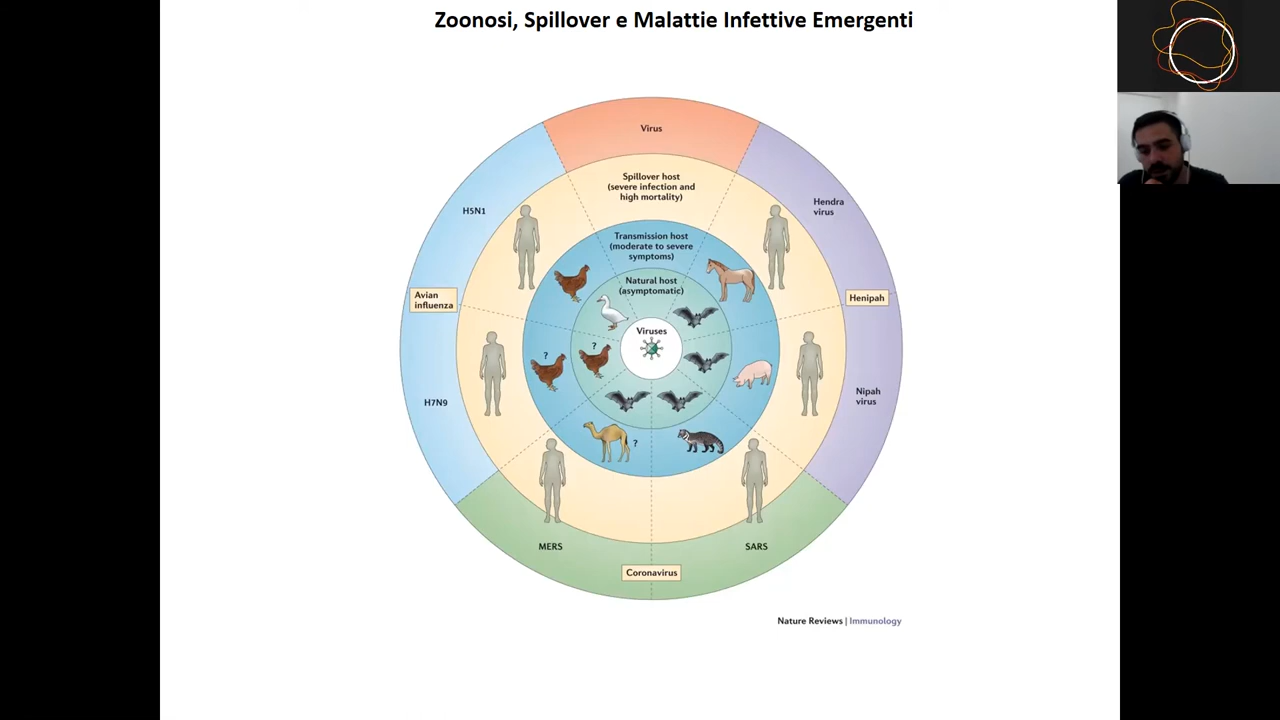 Zoonosi, Spillover e Malattie Infettive Emergenti
Virus
Spillover host
(severe infection and
high mortality)
Transmission host
(moderate to severe
symptoms)
Natural host
(asymptomatic)
Viruses
H5N1
Hendra
virus
Avian
influenza
Henipah
?
?
H7N9
Nipah
virus
?
MERS
SARS
Coronavirus
Nature Reviews | Immunology